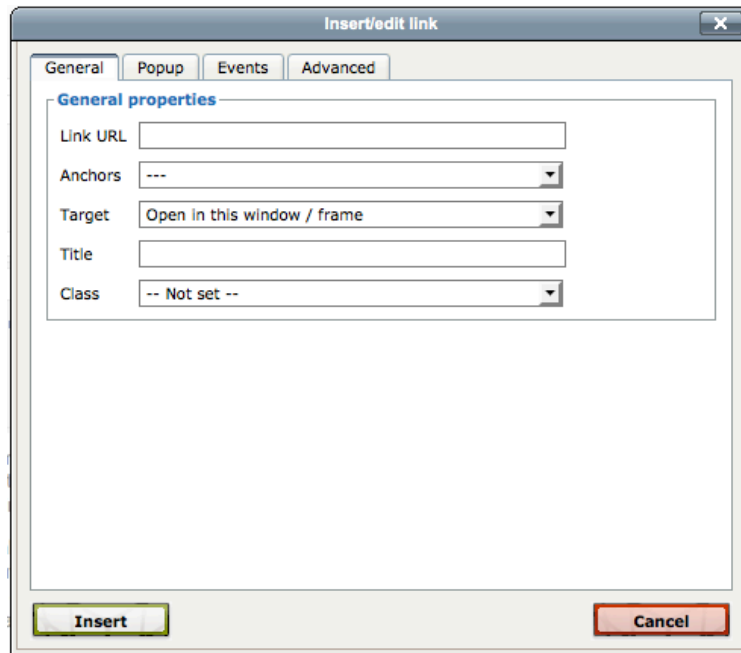 Insert/edit link
General Popup Events Advanced
General properties
Link URL
Anchors ---
Target Open in this window / frame
Title
Class -- Not set --
Insert Cancel